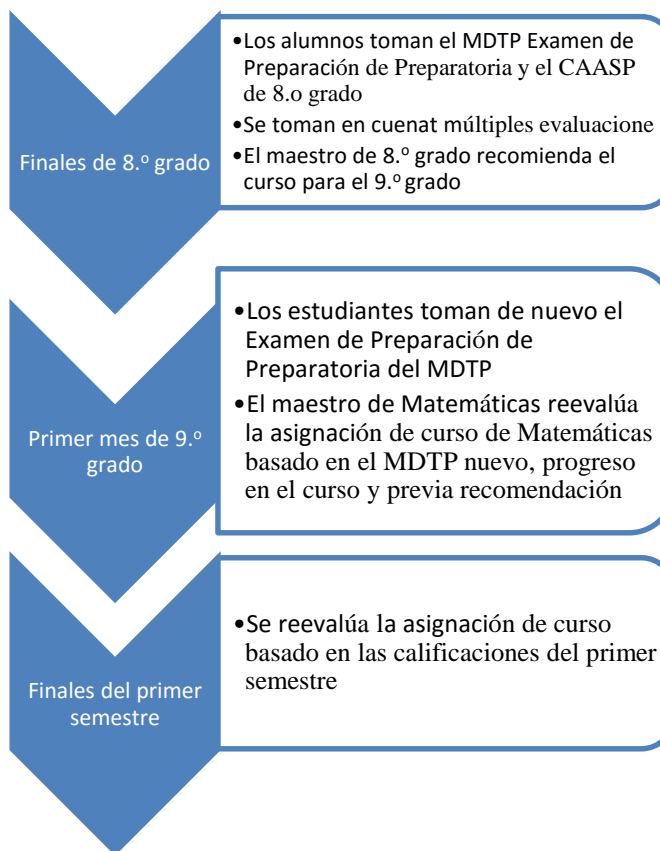 Finales de 8.º grado
•Los alumnos toman el MDTP Examen de
Preparación de Preparatoria y el CAASP
de 8.o grado
•Se toman en cuenat múltiples evaluacione
•El maestro de 8.º grado recomienda el
curso para el 9.º grado
Primer mes de 9.º
grado
•Los estudiantes toman de nuevo el
Examen de Preparación de
Preparatoria del MDTP
•El maestro de Matemáticas reevalúa
la asignación de curso de Matemáticas
basado en el MDTP nuevo, progreso
en el curso y previa recomendación
Finales del primer
semestre
•Se reevalúa la asignación de curso
basado en las calificaciones del primer
semestre